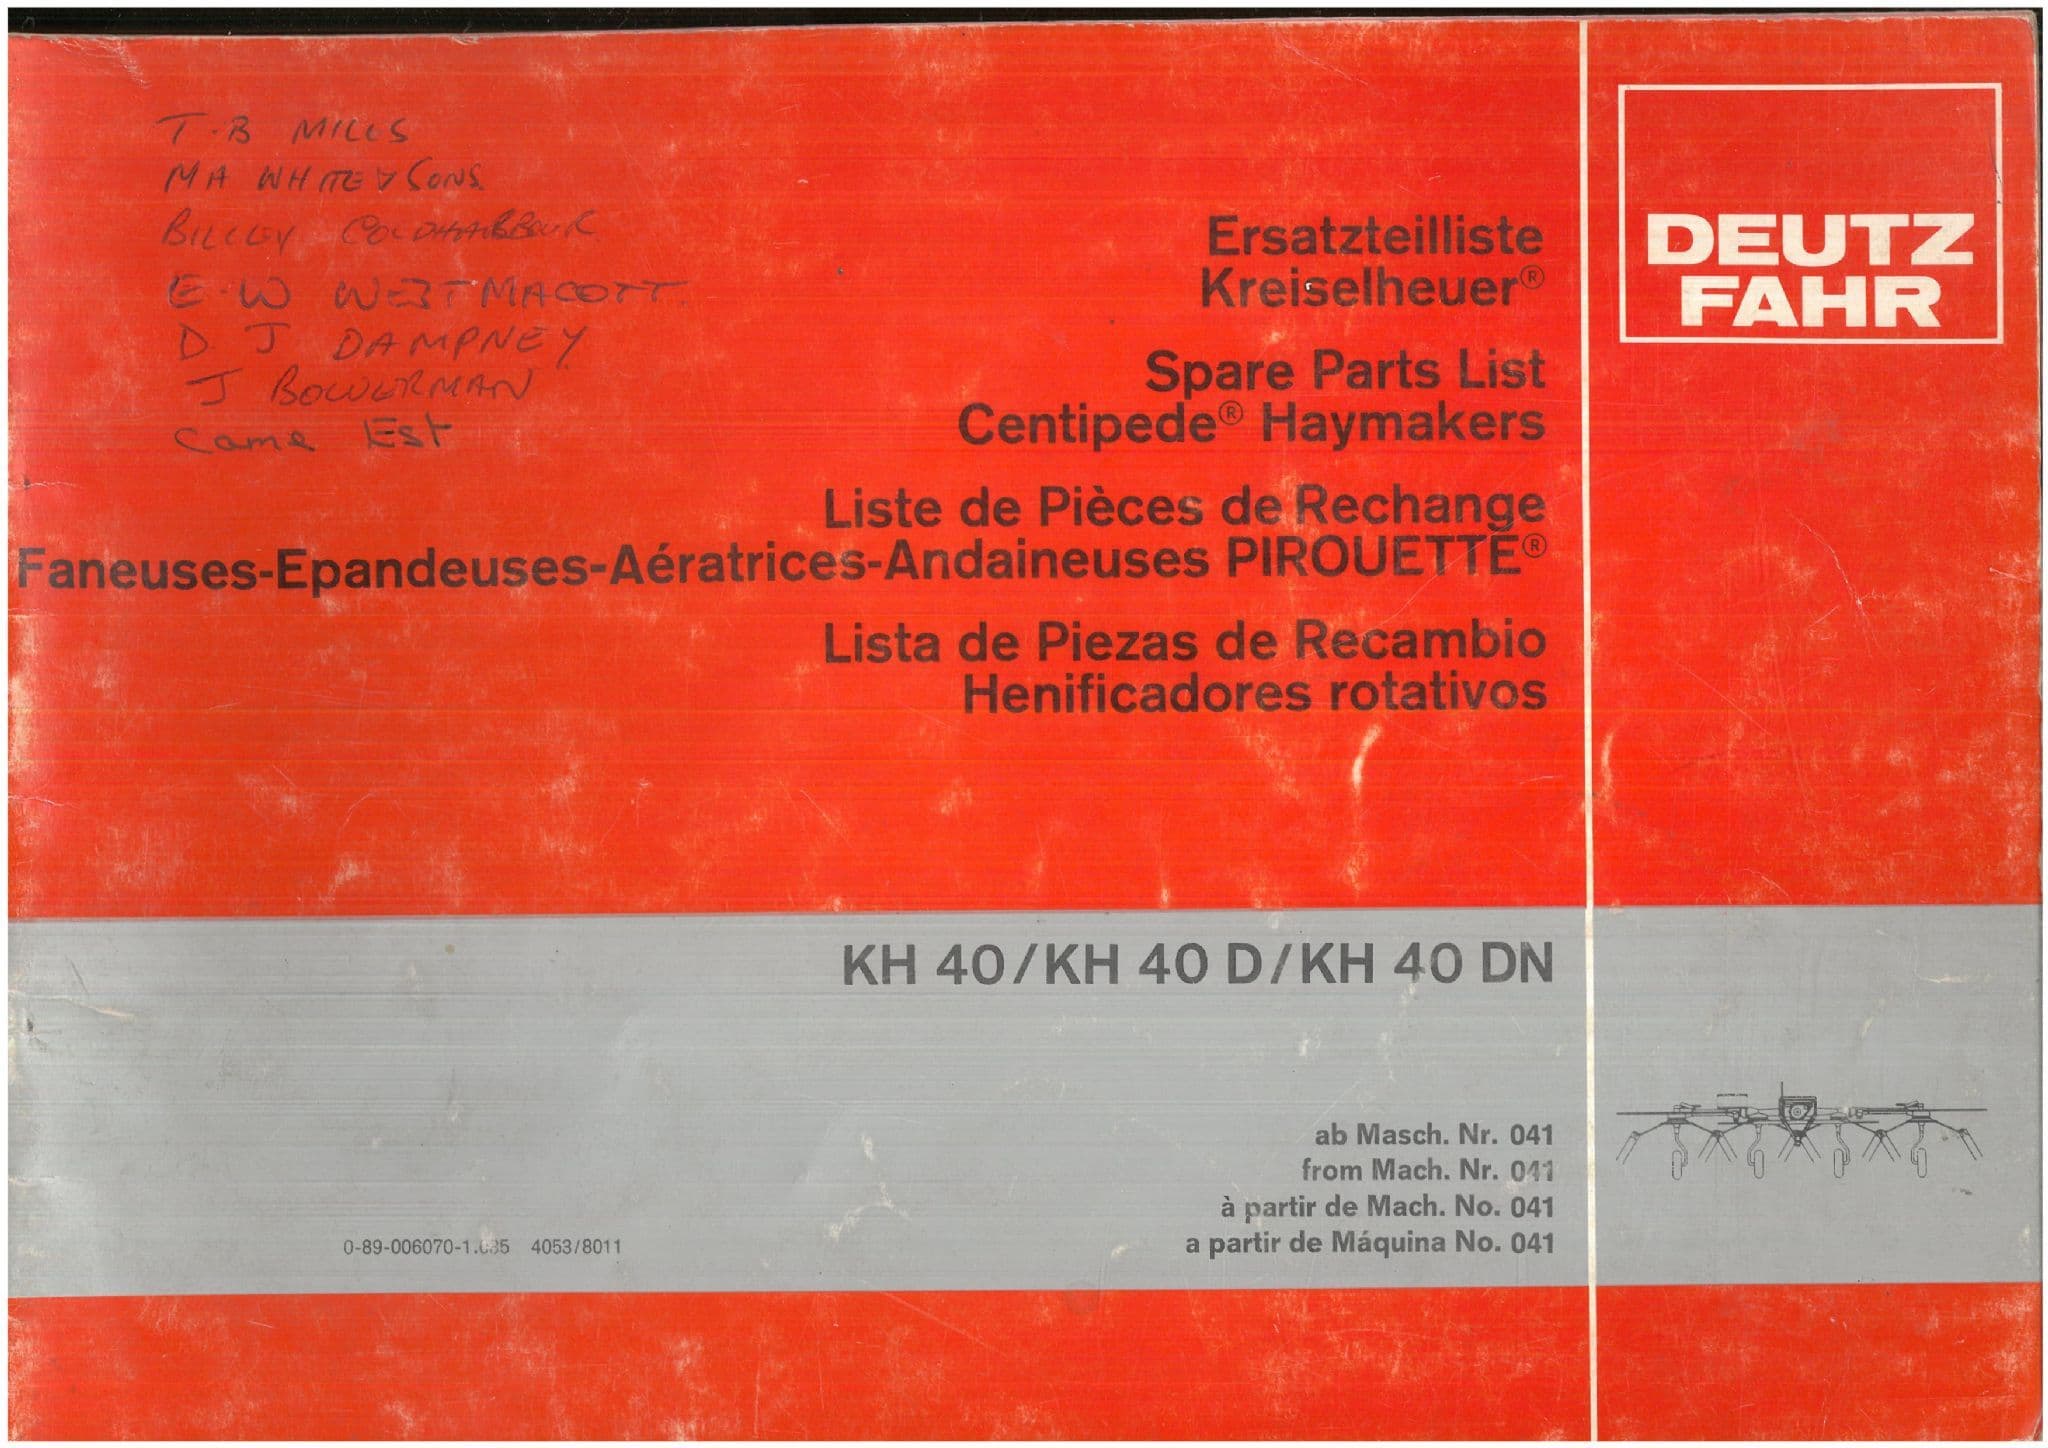 T.B MILLS
MA WHITE & SONS
BILLEY COLDHARBOUR
E.W WESTMACOTT.
D J DAMPNEY
J BOWERMAN
Came Est
DEUTZ
FAHR
Ersatzteilliste
Kreiselheuer®
Spare Parts List
Centipede® Haymakers
Liste de Pièces de Rechange
Faneuses-Epandeuses-Aératrices-Andaineuses PIROUETTE®
Lista de Piezas de Recambio
Henificadores rotativos
KH 40/KH 40 D/KH 40 DN
ab Masch. Nr. 041
from Mach. Nr. 041
à partir de Mach. No. 041
a partir de Máquina No. 041
4053/8011